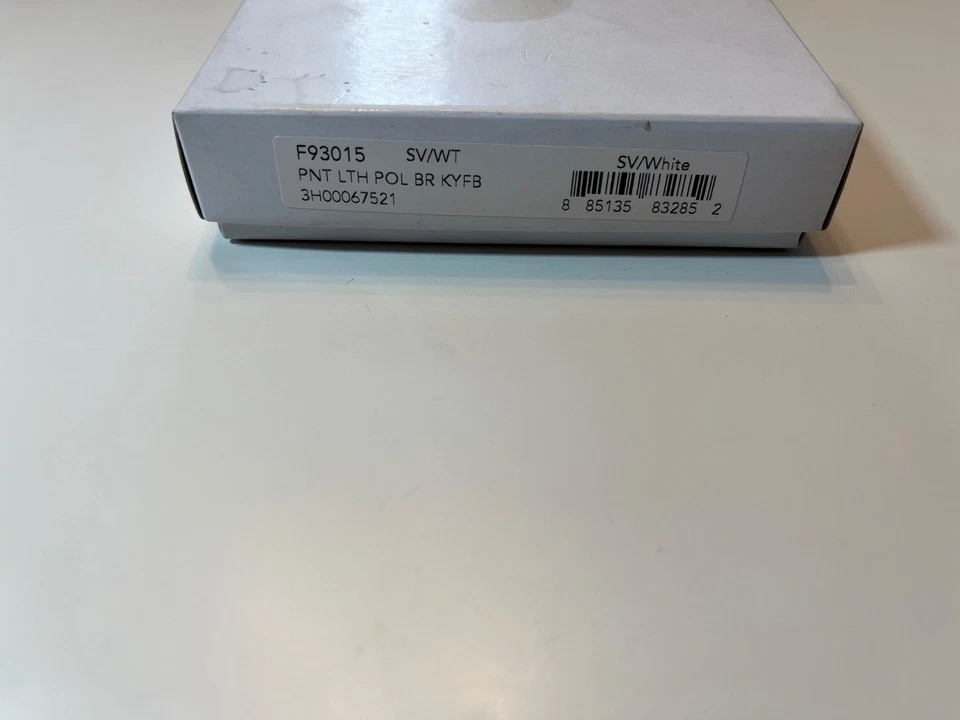 F93015 SV/WT
PNT LTH POL BR KYFB
3H00067521
SV/White
8 85135 83285 2